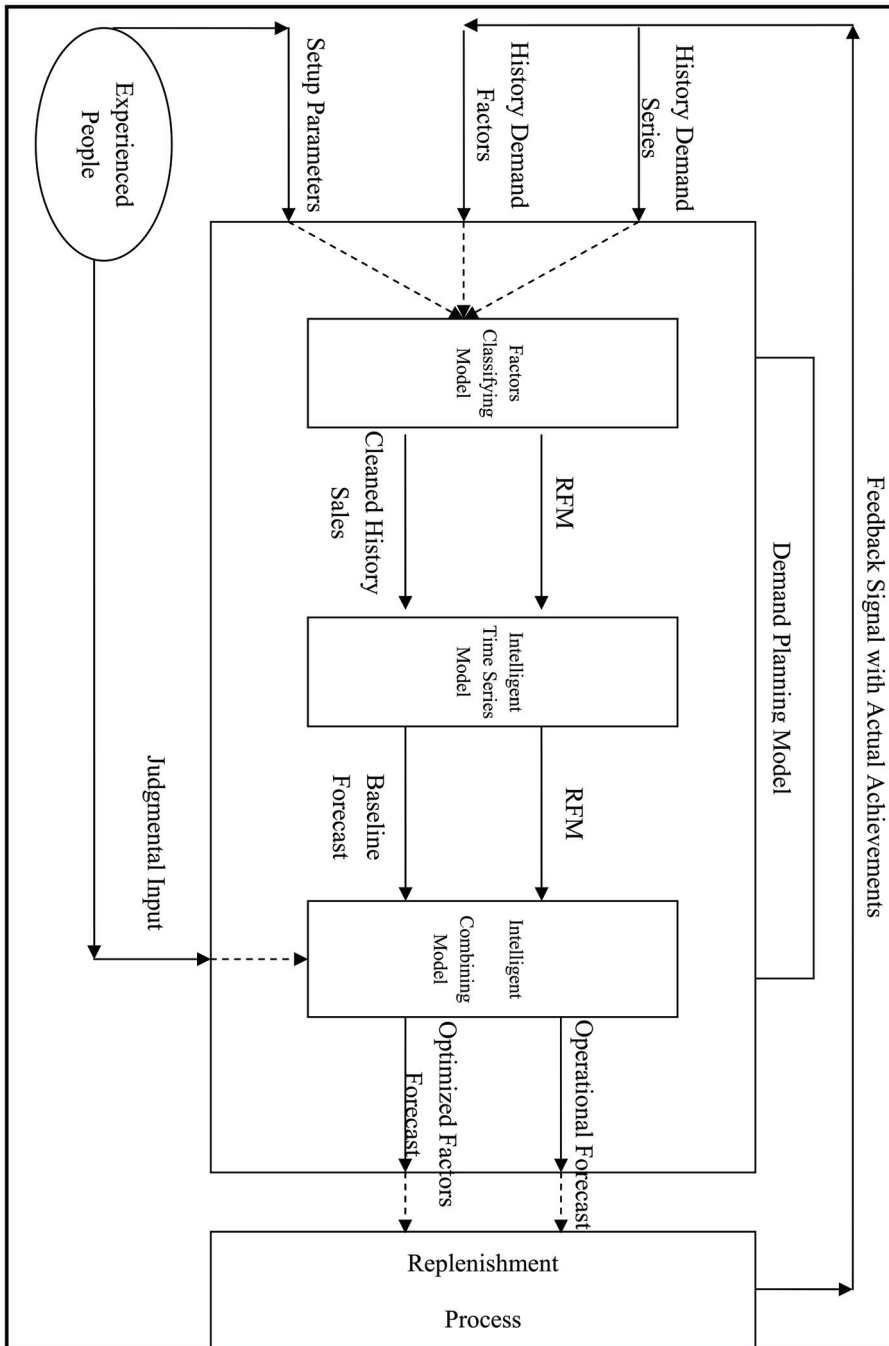 Feedback Signal with Actual Achievements
Demand Planning Model
History Demand
Series
History Demand
Factors
Setup Parameters
Experienced
People
Factors
Classifying
Model
RFM
Cleaned History
Sales
Intelligent
Time Series
Model
RFM
Baseline
Forecast
Intelligent
Combining
Model
Judgmental Input
Operational Forecast
Optimized Factors
Forecast
Replenishment
Process